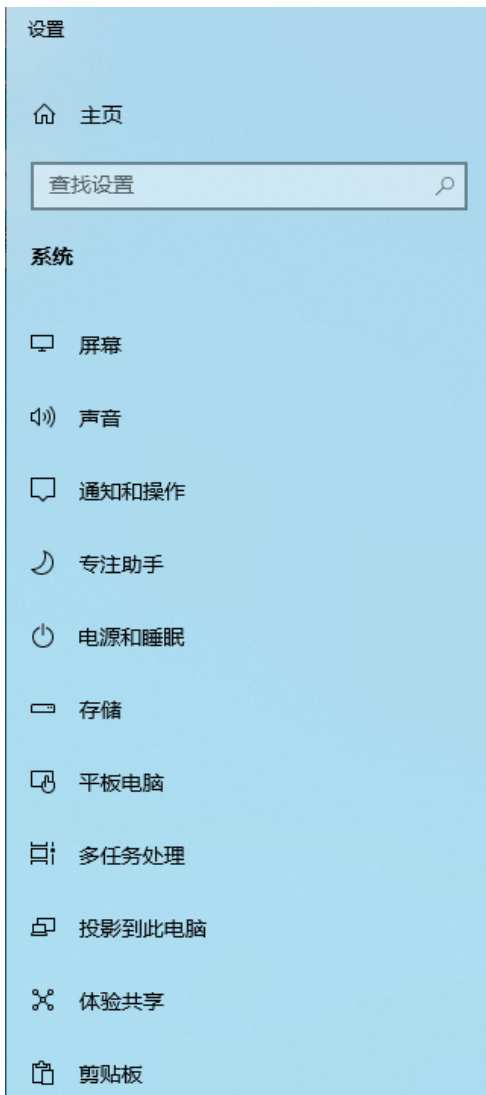 设置
主页
查找设置
系统
屏幕
声音
通知和操作
专注助手
电源和睡眠
存储
平板电脑
多任务处理
投影到此电脑
体验共享
剪贴板